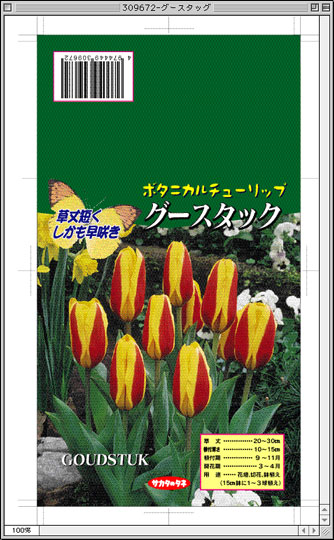 309672-グースタッグ
4 974449 309672
ボタニカルチューリップ
グースタック
草丈短く
しかも早咲き
GOUDSTUK
サカタのタネ
草 丈 ………… 20〜30cm
植付深さ ………… 10〜15cm
植付期 ………… 9〜11月
開花期 ………… 3〜4月
用 途 …… 花壇、切花、鉢植え
(15cm鉢に1〜3球植え)
100%